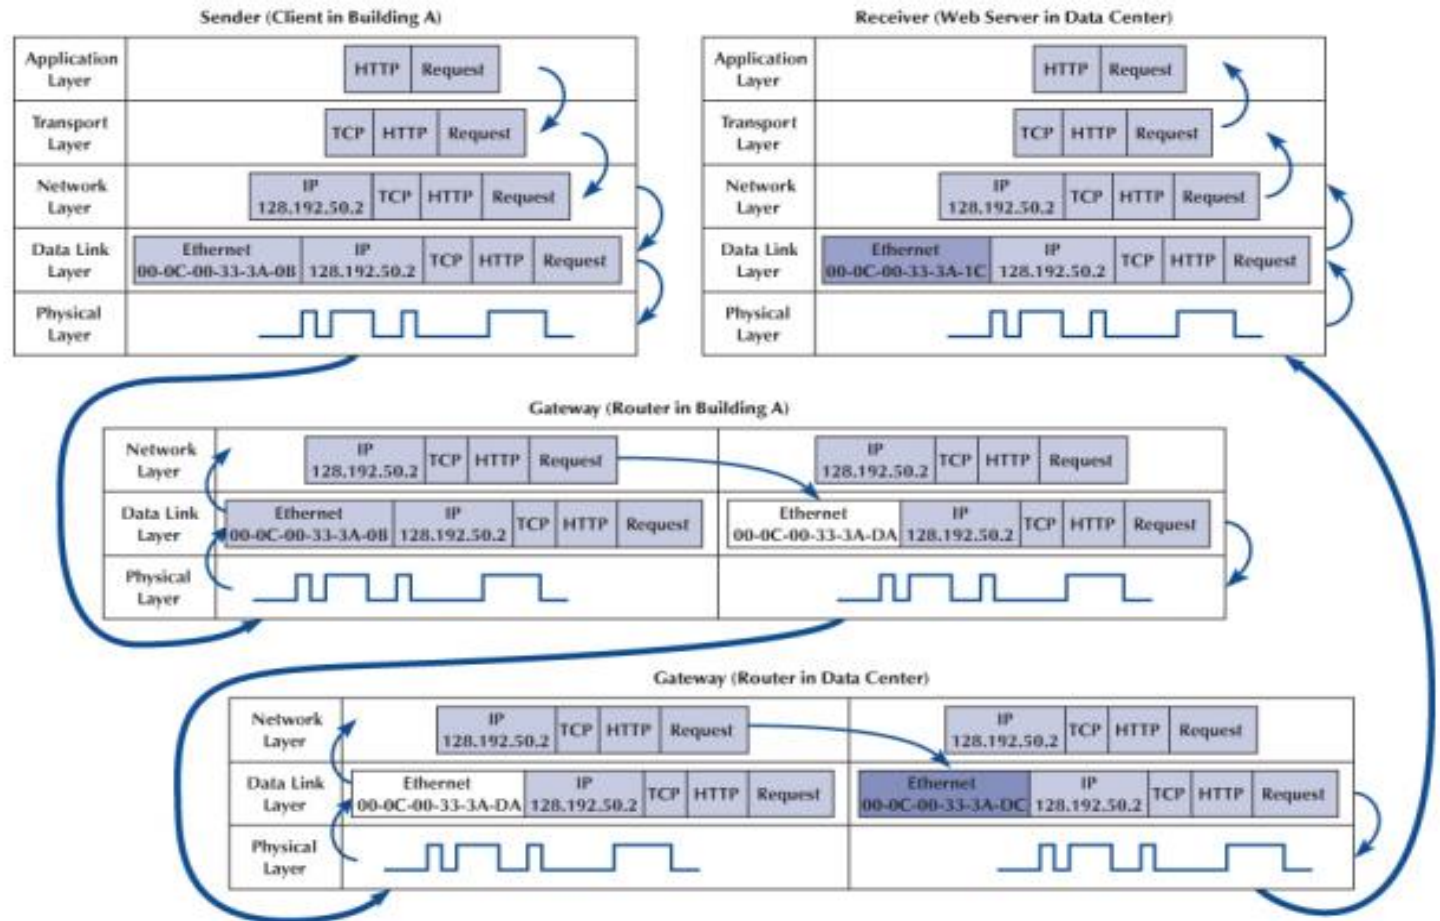 Sender (Client in Building A)
Application
Layer
HTTP Request
Transport
Layer
TCP HTTP Request
Network
Layer
IP
128.192.50.2 TCP HTTP Request
Data Link
Layer
Ethernet
00-0C-00-33-3A-0B
IP
128.192.50.2 TCP HTTP Request
Physical
Layer
Receiver (Web Server in Data Center)
Application
Layer
HTTP Request
Transport
Layer
TCP HTTP Request
Network
Layer
IP
128.192.50.2 TCP HTTP Request
Data Link
Layer
Ethernet
00-0C-00-33-3A-1C
IP
128.192.50.2 TCP HTTP Request
Physical
Layer
Gateway (Router in Building A)
Network
Layer
IP
128.192.50.2 TCP HTTP Request
IP
128.192.50.2 TCP HTTP Request
Data Link
Layer
Ethernet
00-0C-00-33-3A-0B
IP
128.192.50.2 TCP HTTP Request
Ethernet
00-0C-00-33-3A-DA
IP
128.192.50.2 TCP HTTP Request
Physical
Layer
Gateway (Router in Data Center)
Network
Layer
IP
128.192.50.2 TCP HTTP Request
IP
128.192.50.2 TCP HTTP Request
Data Link
Layer
Ethernet
00-0C-00-33-3A-DA
IP
128.192.50.2 TCP HTTP Request
Ethernet
00-0C-00-33-3A-DC
IP
128.192.50.2 TCP HTTP Request
Physical
Layer